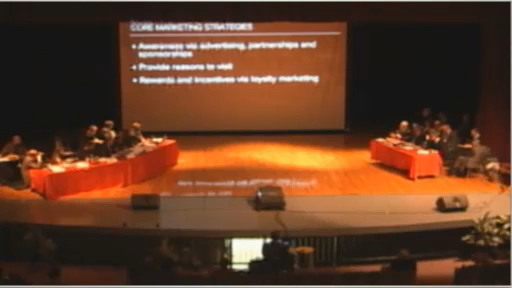 CORE MARKETING STRATEGIES
• Awareness via advertising, partnerships and
sponsorships
• Provide reasons to visit
• Rewards and incentives via loyalty marketing